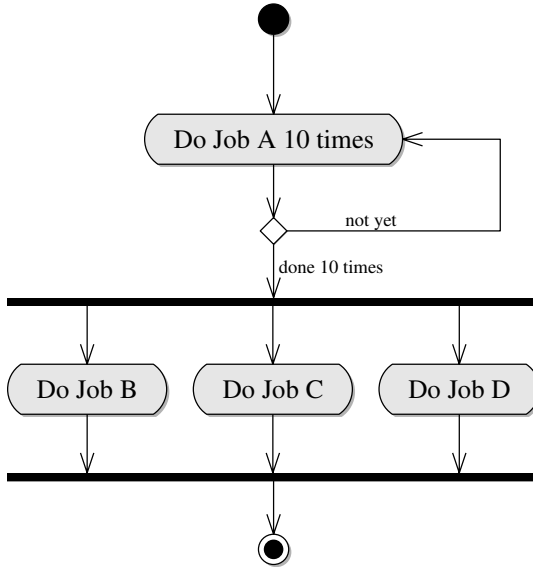 Do Job A 10 times
not yet
done 10 times
Do Job B
Do Job C
Do Job D